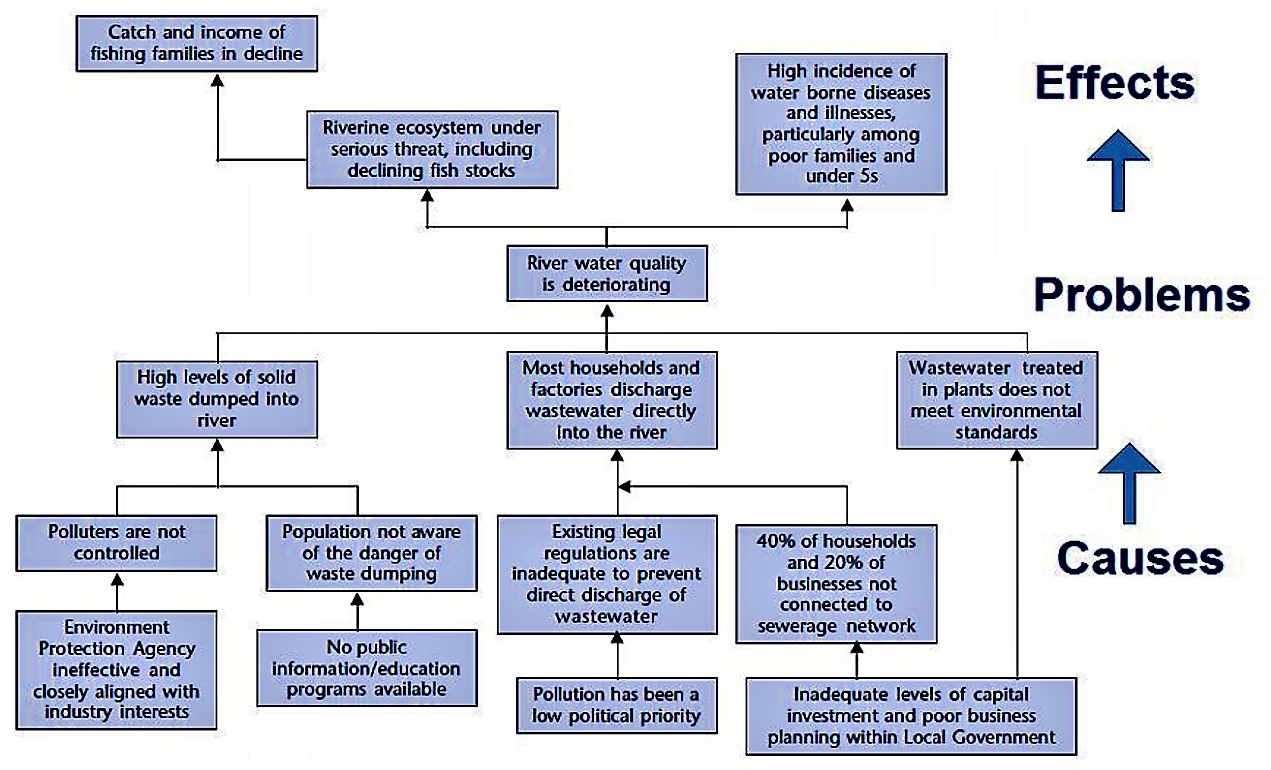 Catch and income of
fishing families in decline
High incidence of
water borne diseases
and illnesses,
particularly among
poor families and
under 5s
Effects
Riverine ecosystem under
serious threat, including
declining fish stocks
River water quality
is deteriorating
Problems
High levels of solid
waste dumped into
river
Most households and
factories discharge
wastewater directly
into the river
Wastewater treated
in plants does not
meet environmental
standards
Polluters are not
controlled
Population not aware
of the danger of
waste dumping
Existing legal
regulations are
inadequate to prevent
direct discharge of
wastewater
40% of households
and 20% of
businesses not
connected to
sewerage network
Causes
Environment
Protection Agency
ineffective and
closely aligned with
industry interests
No public
information/education
programs available
Pollution has been a
low political priority
Inadequate levels of capital
investment and poor business
planning within Local Government